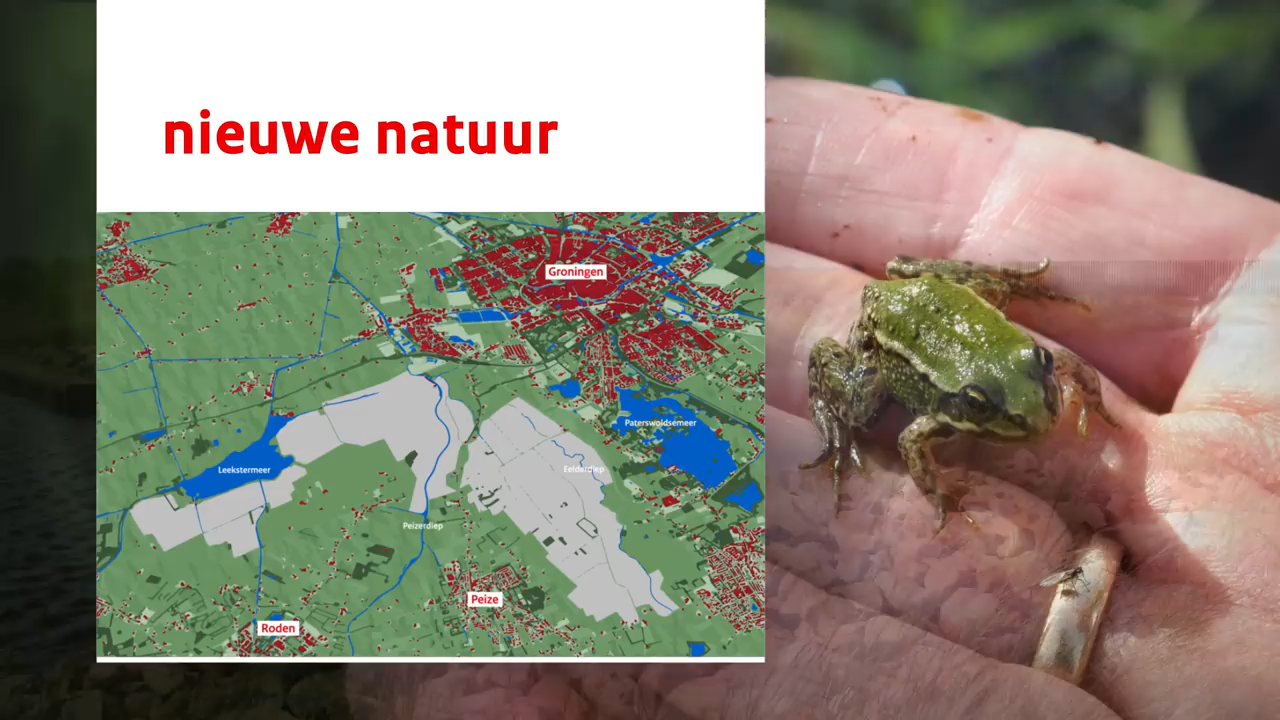 nieuwe natuur
Groningen
Paterswoldsemeer
Leekstermeer
Eelderdiep
Peizerdiep
Peize
Roden